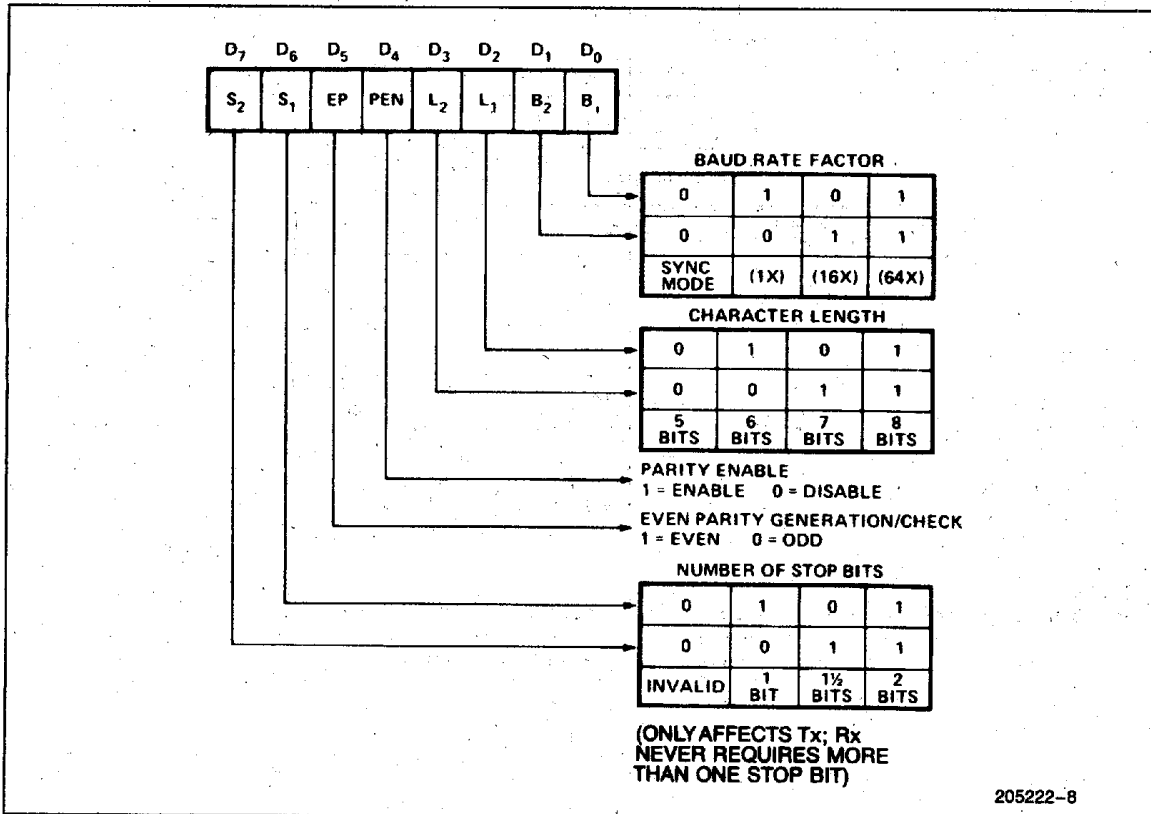 D7 D6 D5 D4 D3 D2 D1 D0
S2 S1 EP PEN L2 L1 B2 B1
BAUD RATE FACTOR
0 1 0 1
0 0 1 1
SYNC MODE (1X) (16X) (64X)
CHARACTER LENGTH
0 1 0 1
0 0 1 1
5 BITS 6 BITS 7 BITS 8 BITS
PARITY ENABLE
1 = ENABLE 0 = DISABLE
EVEN PARITY GENERATION/CHECK
1 = EVEN 0 = ODD
NUMBER OF STOP BITS
0 1 0 1
0 0 1 1
INVALID 1 BIT 1½ BITS 2 BITS
(ONLY AFFECTS Tx; Rx
NEVER REQUIRES MORE
THAN ONE STOP BIT)
205222-8